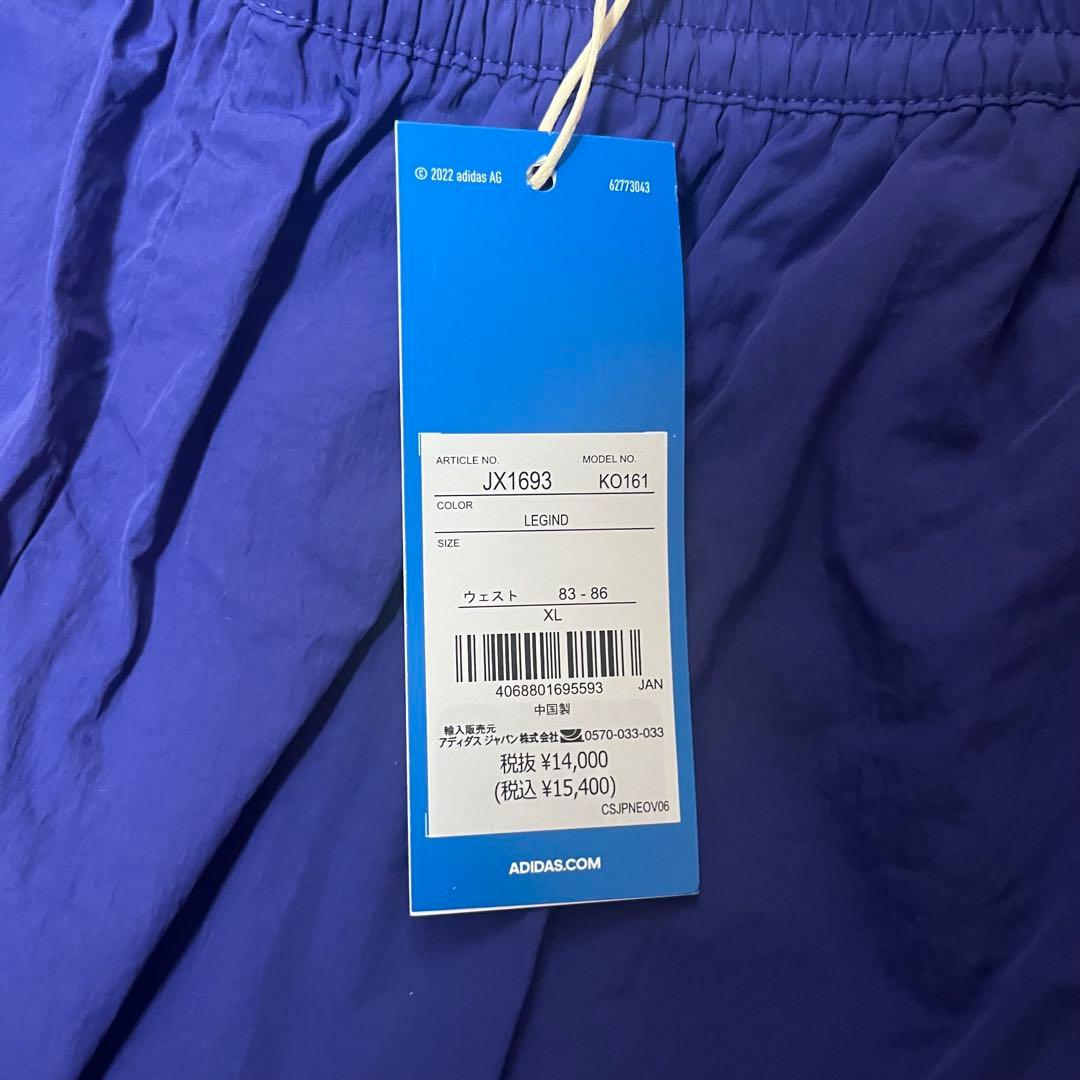 © 2022 adidas AG
62773043
ARTICLE NO. MODEL NO.
JX1693 KO161
COLOR
LEGIND
SIZE
ウェスト 83 - 86
XL
4068801695593 JAN
中国製
輸入販売元
アディダス ジャパン株式会社 0570-033-033
税抜 ¥14,000
(税込 ¥15,400)
CSJPNEOV06
ADIDAS.COM